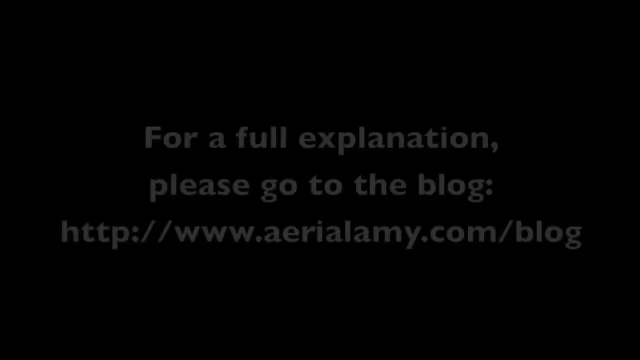 For a full explanation,
please go to the blog:
http://www.aerialamy.com/blog